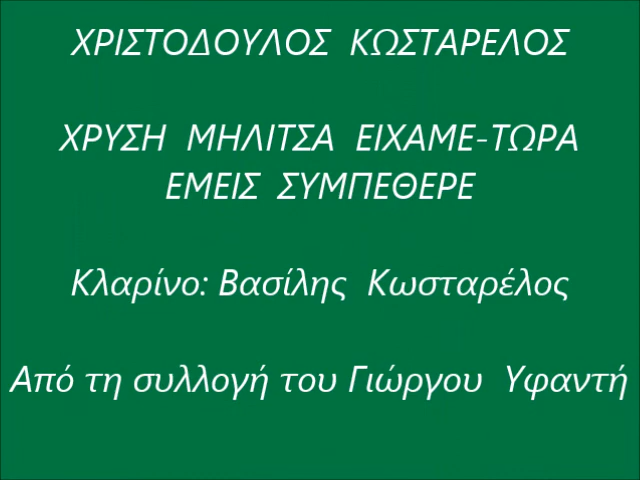 ΧΡΙΣΤΟΔΟΥΛΟΣ ΚΩΣΤΑΡΕΛΟΣ
ΧΡΥΣΗ ΜΗΛΙΤΣΑ ΕΙΧΑΜΕ-ΤΩΡΑ
ΕΜΕΙΣ ΣΥΜΠΕΘΕΡΕ
Κλαρίνο: Βασίλης Κωσταρέλος
Από τη συλλογή του Γιώργου Υφαντή